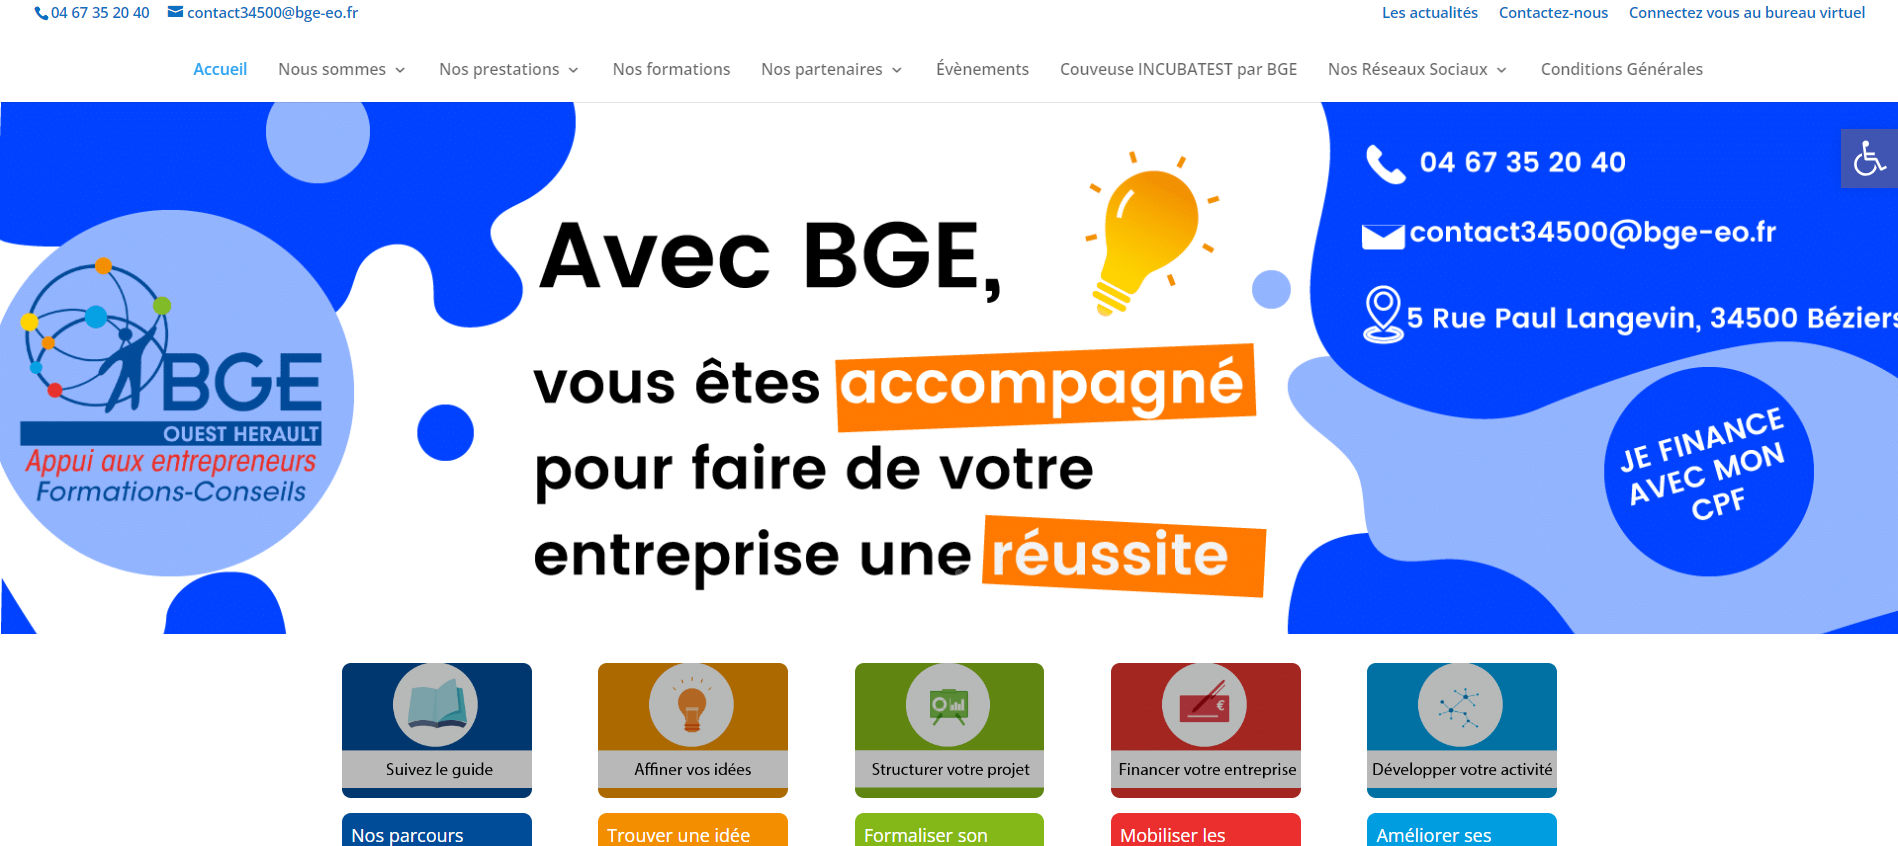 04 67 35 20 40 contact34500@bge-eo.fr Les actualités Contactez-nous Connectez vous au bureau virtuel
Accueil Nous sommes Nos prestations Nos formations Nos partenaires Évènements Couveuse INCUBATEST par BGE Nos Réseaux Sociaux Conditions Générales
BGE
OUEST HERAULT
Appui aux entrepreneurs
Formations-Conseils
Avec BGE,
vous êtes accompagné
pour faire de votre
entreprise une réussite
04 67 35 20 40
contact34500@bge-eo.fr
5 Rue Paul Langevin, 34500 Béziers
JE FINANCE
AVEC MON
CPF
€
Suivez le guide
Affiner vos idées
Structurer votre projet
Financer votre entreprise
Développer votre activité
Nos parcours
Trouver une idée
Formaliser son
Mobiliser les
Améliorer ses